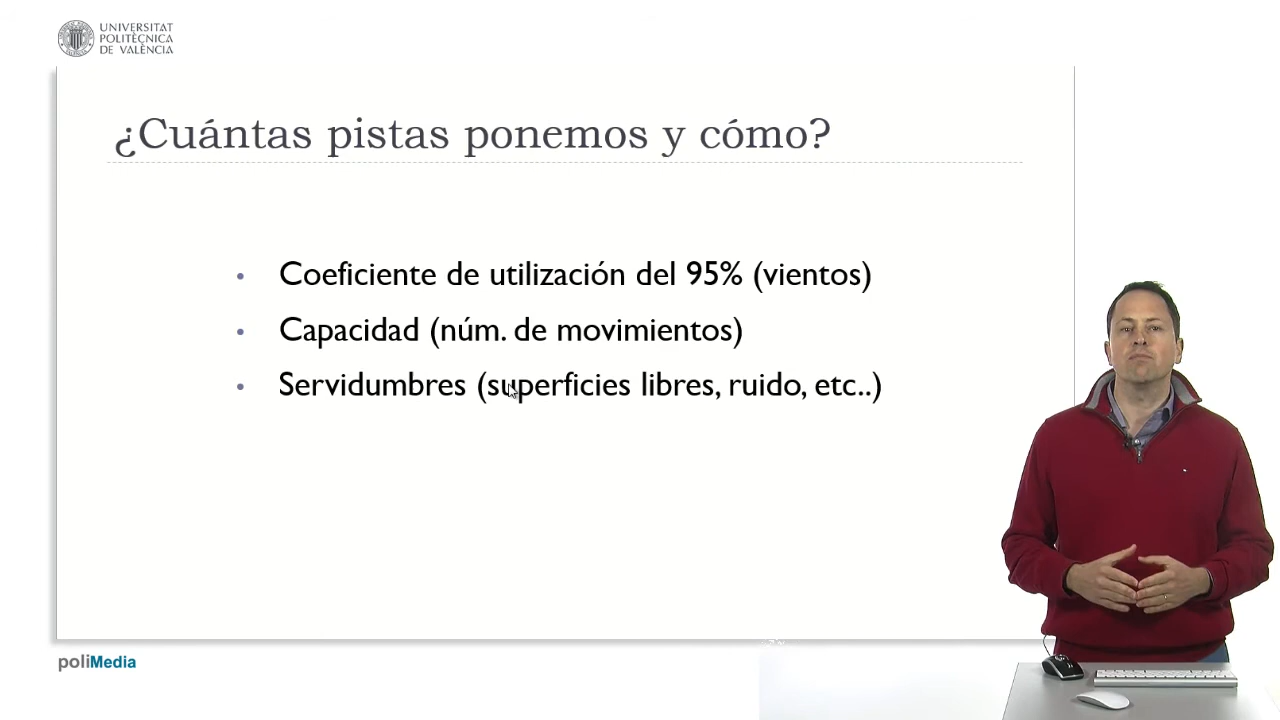 UNIVERSITAT
POLITÈCNICA
DE VALÈNCIA
¿Cuántas pistas ponemos y cómo?
• Coeficiente de utilización del 95% (vientos)
• Capacidad (núm. de movimientos)
• Servidumbres (superficies libres, ruido, etc..)
poliMedia